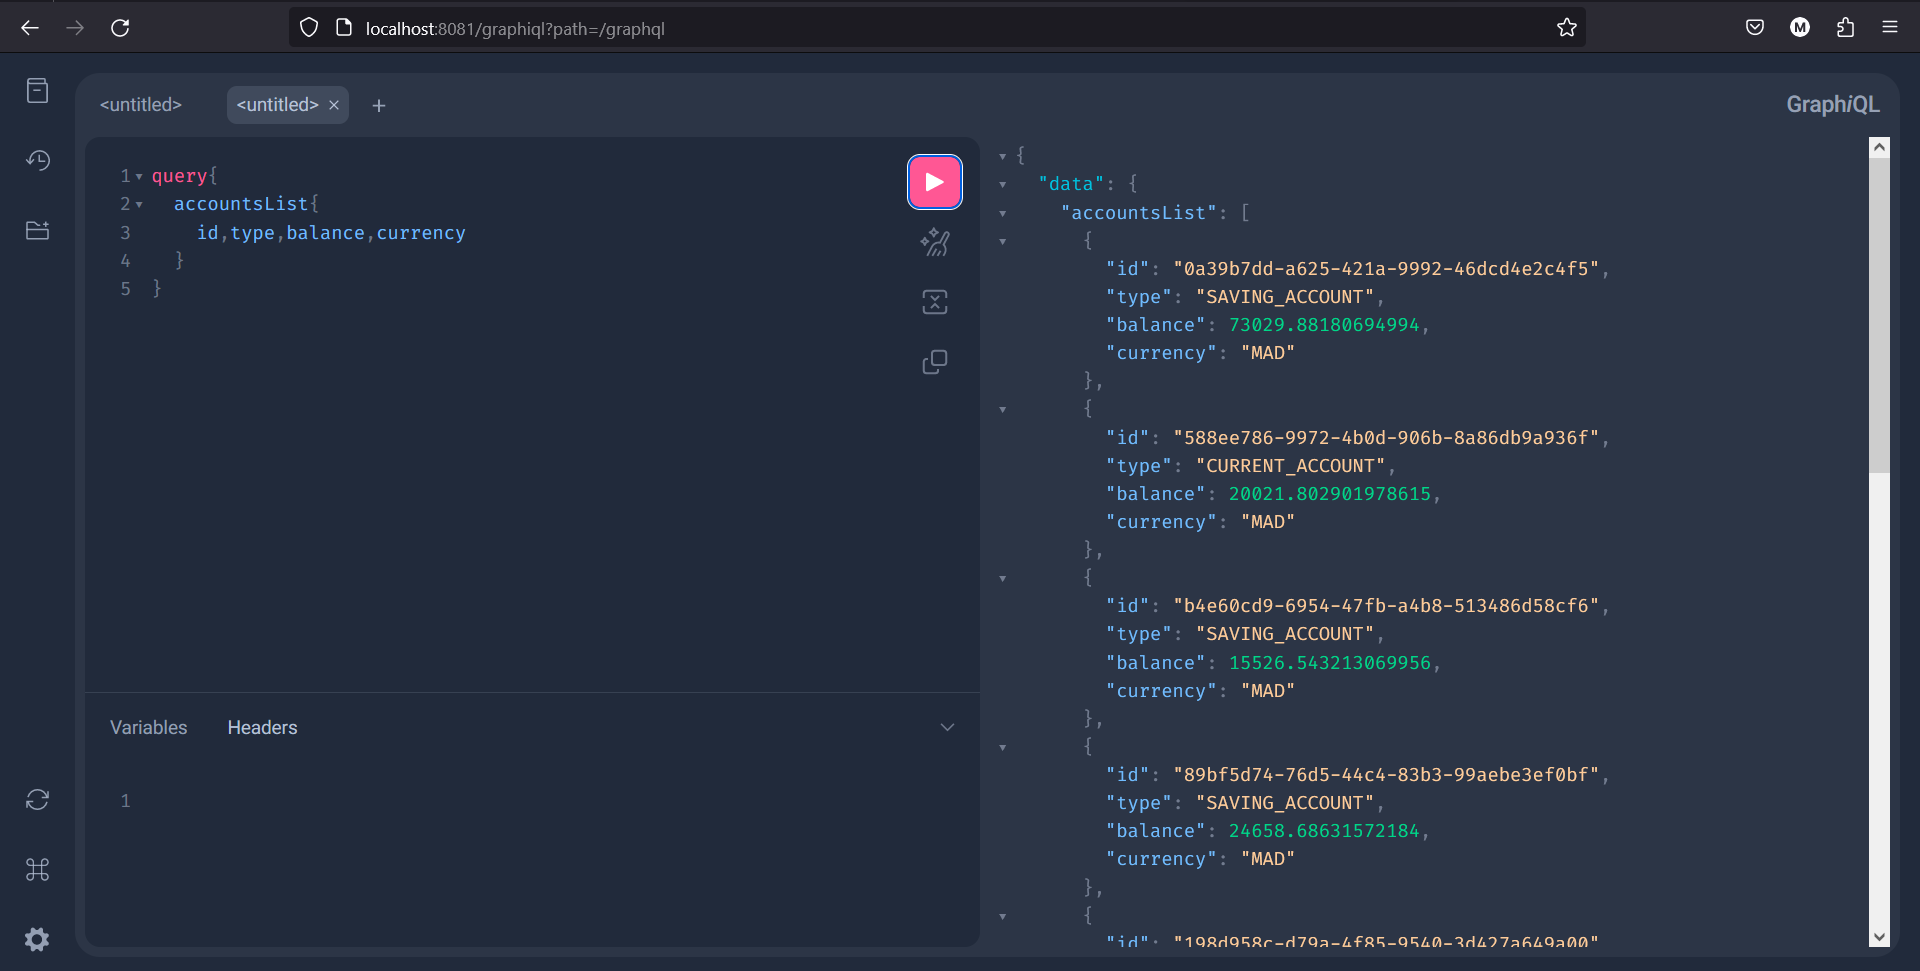 localhost:8081/graphiql?path=/graphql
M
<untitled>
<untitled> × +
GraphiQL
1 query{
2 accountsList{
3 id,type,balance,currency
4 }
5 }
Variables Headers
1
{
"data": {
"accountsList": [
{
"id": "0a39b7dd-a625-421a-9992-46dcd4e2c4f5",
"type": "SAVING_ACCOUNT",
"balance": 73029.88180694994,
"currency": "MAD"
},
{
"id": "588ee786-9972-4b0d-906b-8a86db9a936f",
"type": "CURRENT_ACCOUNT",
"balance": 20021.802901978615,
"currency": "MAD"
},
{
"id": "b4e60cd9-6954-47fb-a4b8-513486d58cf6",
"type": "SAVING_ACCOUNT",
"balance": 15526.543213069956,
"currency": "MAD"
},
{
"id": "89bf5d74-76d5-44c4-83b3-99aebe3ef0bf",
"type": "SAVING_ACCOUNT",
"balance": 24658.68631572184,
"currency": "MAD"
},
{
"id": "198d958c-d79a-4f85-9540-3d427a649a00"